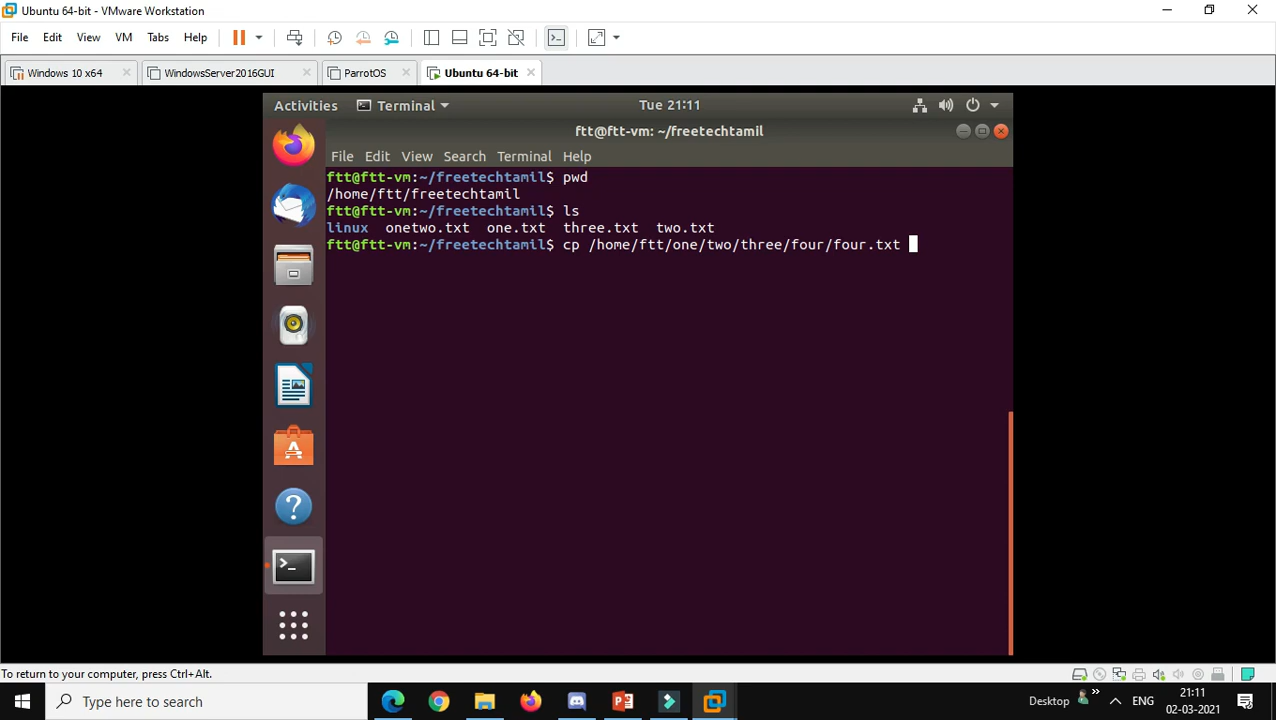 Ubuntu 64-bit - VMware Workstation
File Edit View VM Tabs Help
Windows 10 x64 WindowsServer2016GUI ParrotOS Ubuntu 64-bit
Activities Terminal Tue 21:11
ftt@ftt-vm: ~/freetechtamil
File Edit View Search Terminal Help
ftt@ftt-vm:~/freetechtamil$ pwd
/home/ftt/freetechtamil
ftt@ftt-vm:~/freetechtamil$ ls
linux onetwo.txt one.txt three.txt two.txt
ftt@ftt-vm:~/freetechtamil$ cp /home/ftt/one/two/three/four/four.txt
To return to your computer, press Ctrl+Alt.
Type here to search
Desktop
ENG
21:11
02-03-2021